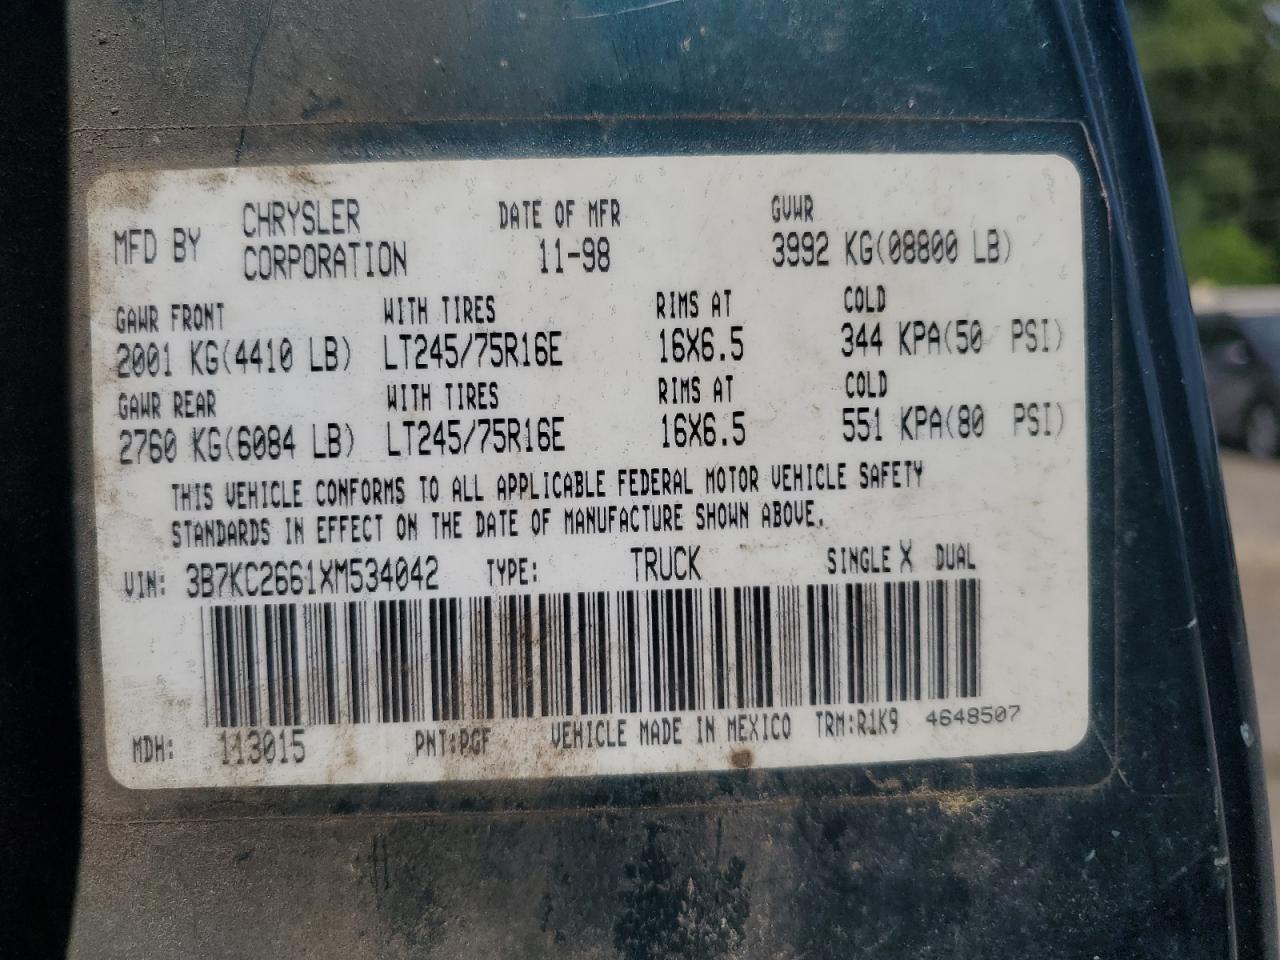 MFD BY CHRYSLER CORPORATION DATE OF MFR 11-98 GVWR 3992 KG(08800 LB)
GAWR FRONT WITH TIRES RIMS AT COLD
2001 KG(4410 LB) LT245/75R16E 16X6.5 344 KPA(50 PSI)
GAWR REAR WITH TIRES RIMS AT COLD
2760 KG(6084 LB) LT245/75R16E 16X6.5 551 KPA(80 PSI)
THIS VEHICLE CONFORMS TO ALL APPLICABLE FEDERAL MOTOR VEHICLE SAFETY
STANDARDS IN EFFECT ON THE DATE OF MANUFACTURE SHOWN ABOVE.
VIN: 3B7KC2661XM534042 TYPE: TRUCK SINGLE X DUAL
MDH: 113015 PNT:PGF VEHICLE MADE IN MEXICO TRM:R1K9 4648507